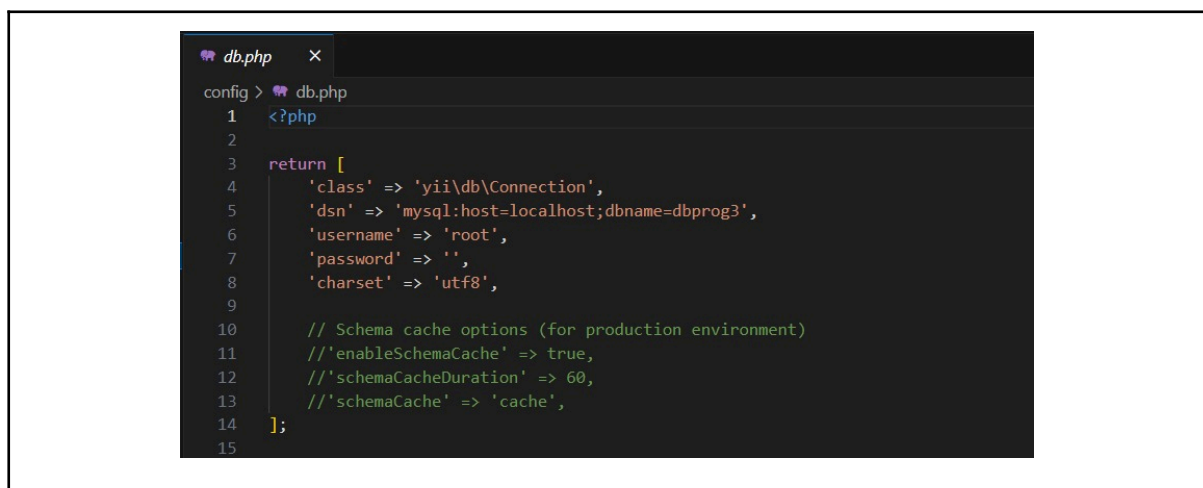 db.php ×
config > db.php
1 <?php
2
3 return [
4 'class' => 'yii\db\Connection',
5 'dsn' => 'mysql:host=localhost;dbname=dbprog3',
6 'username' => 'root',
7 'password' => '',
8 'charset' => 'utf8',
9
10 // Schema cache options (for production environment)
11 //'enableSchemaCache' => true,
12 //'schemaCacheDuration' => 60,
13 //'schemaCache' => 'cache',
14 ];
15